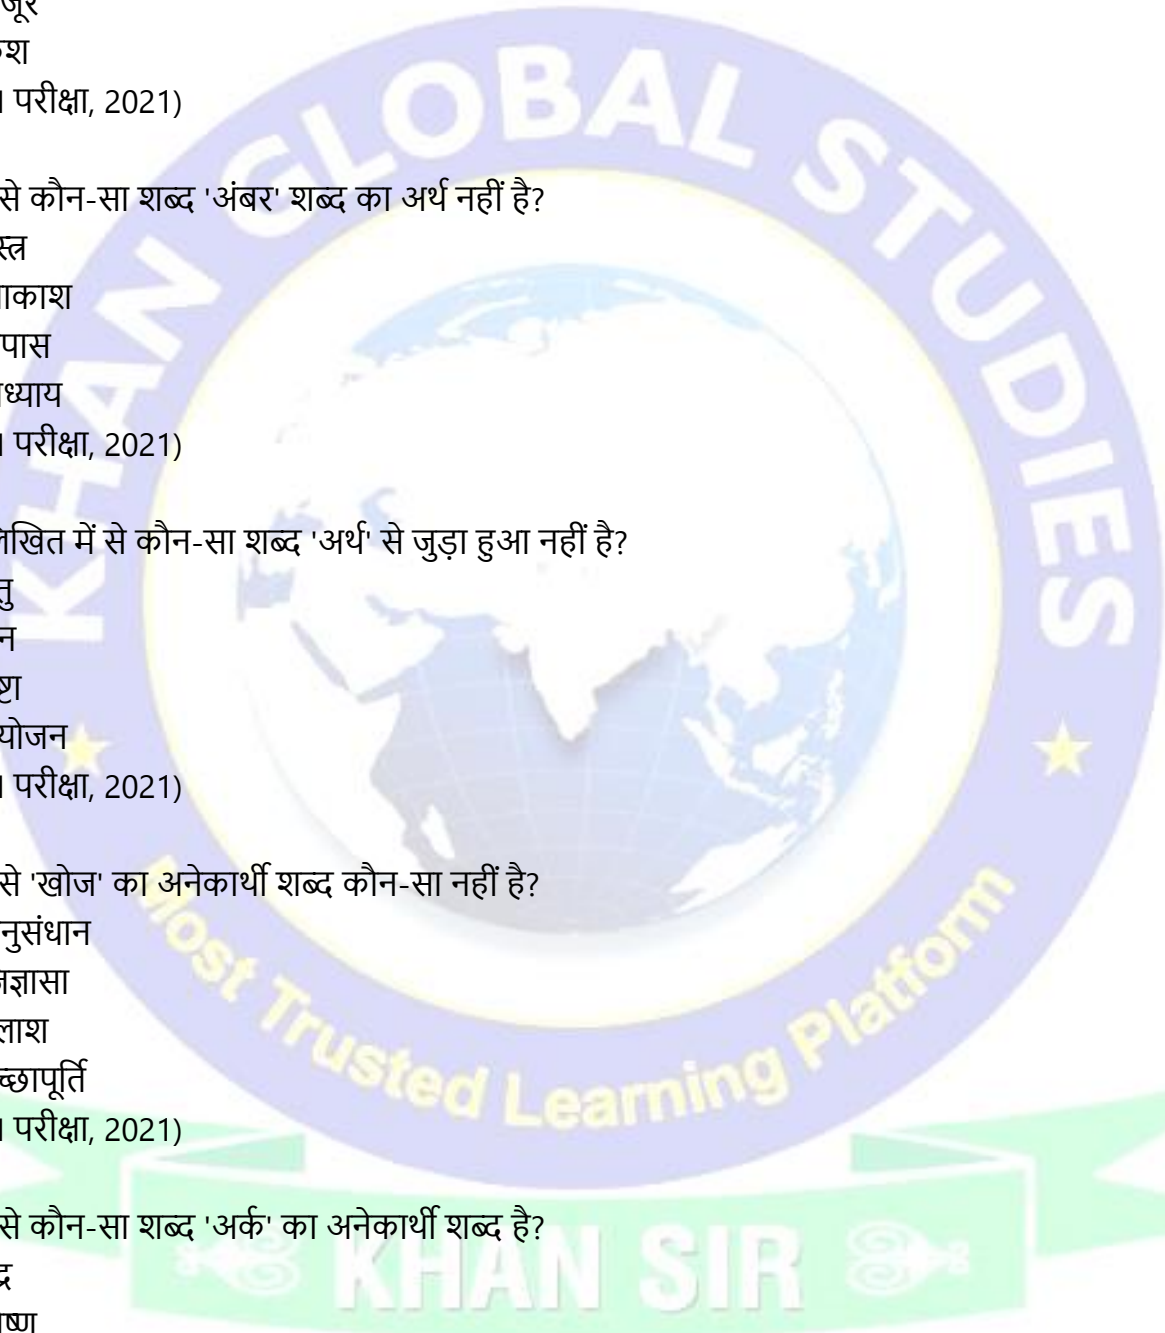 जूर
कश
परीक्षा, 2021)
से कौन-सा शब्द 'अंबर' शब्द का अर्थ नहीं है?
स्त्र
ाकाश
पास
ध्याय
परीक्षा, 2021)
लिखित में से कौन-सा शब्द 'अर्थ' से जुड़ा हुआ नहीं है?
तु
न
ष्टा
योजन
परीक्षा, 2021)
से 'खोज' का अनेकार्थी शब्द कौन-सा नहीं है?
नुसंधान
जिज्ञासा
लाश
च्छापूर्ति
परीक्षा, 2021)
से कौन-सा शब्द 'अर्क' का अनेकार्थी शब्द है?
द्र
ष्ण
KHAN GLOBAL STUDIES
Most Trusted Learning Platform
KHAN SIR